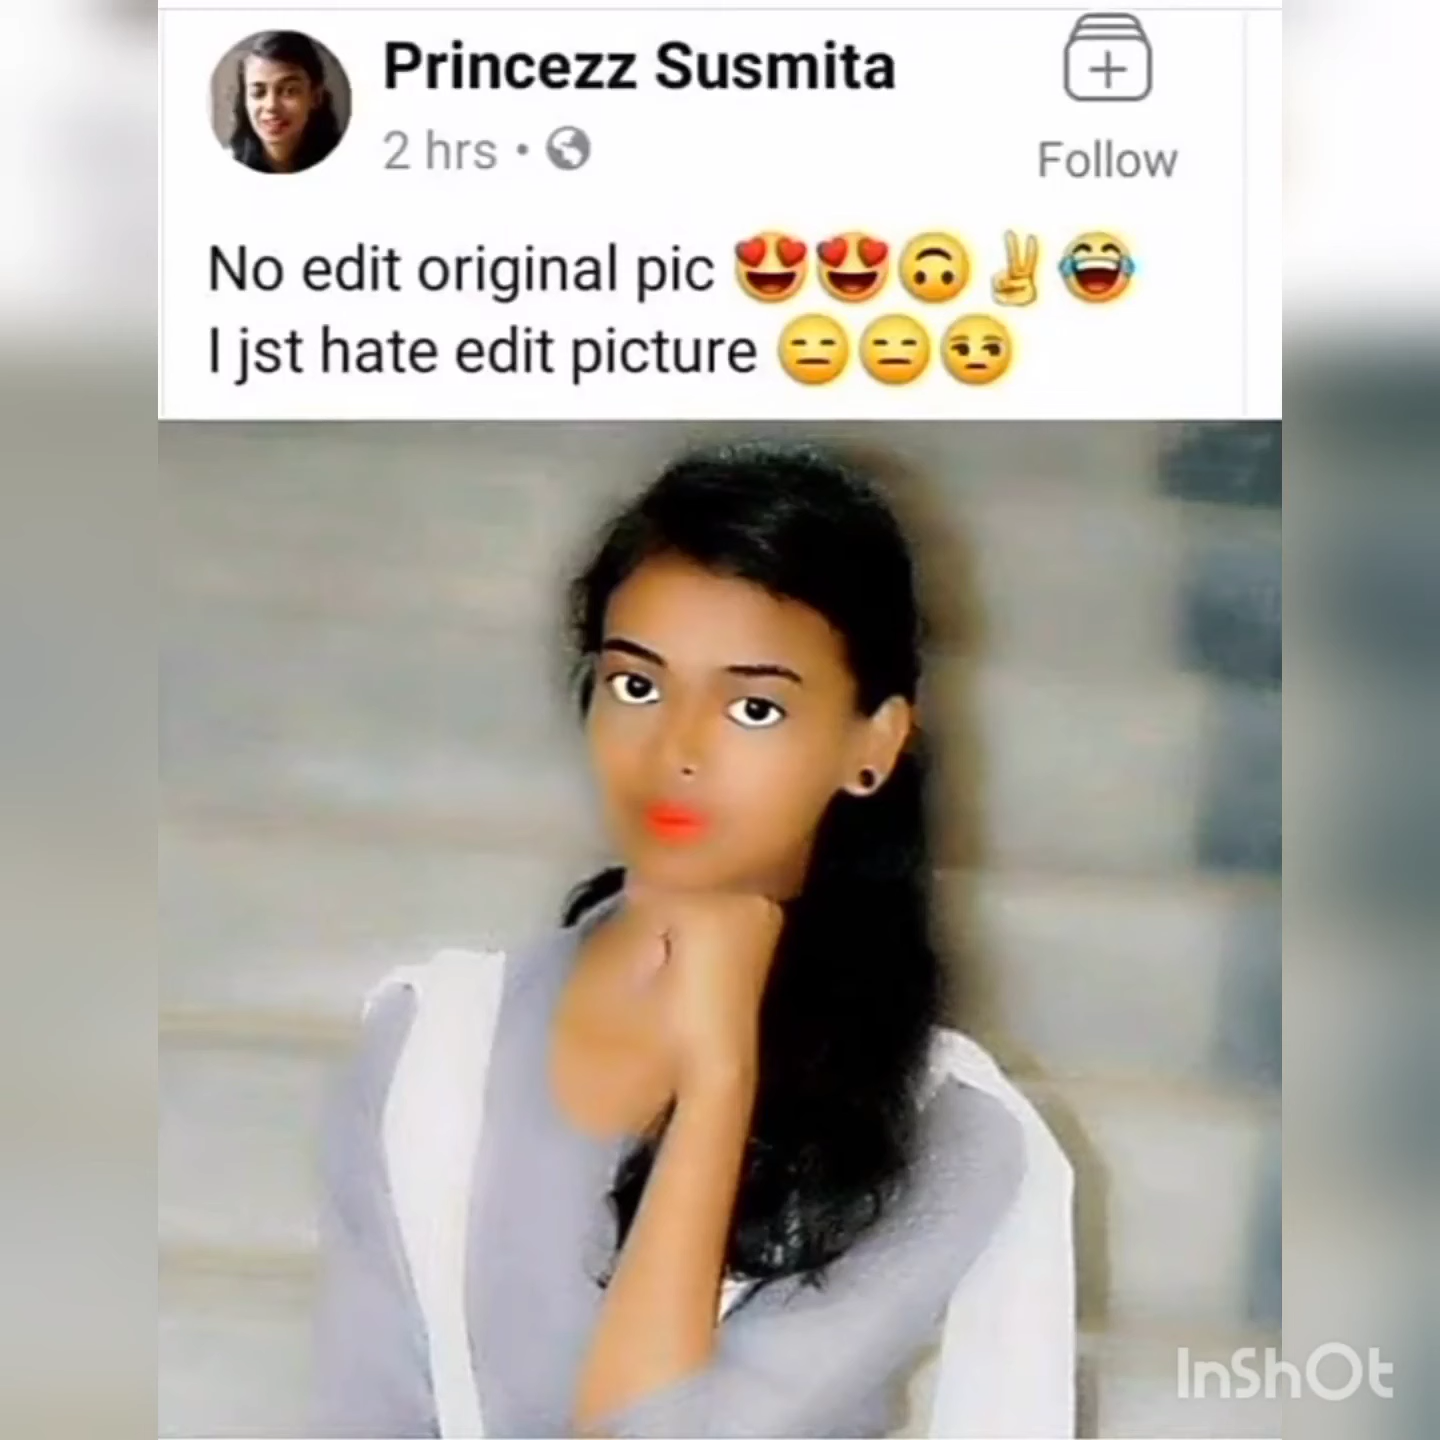 Princezz Susmita
2 hrs
Follow
No edit original pic 😍😍🙃✌️😂
I jst hate edit picture 😑😑😒
InShOt